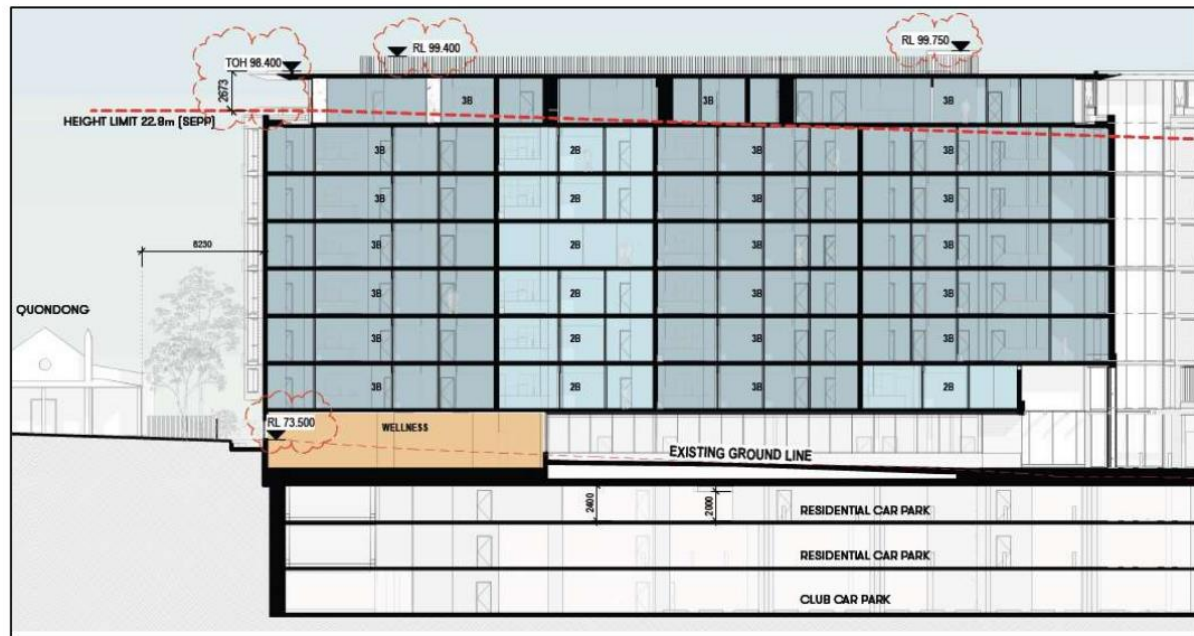 RL 99.400
RL 99.750
TOH 98.400
2673
3B 3B 3B
HEIGHT LIMIT 22.8m [SEPP]
3B 2B 3B 3B
3B 2B 3B 3B
3B 2B 3B 3B
6230
3B 2B 3B 3B
QUONDONG
3B 2B 3B 3B
3B 2B 3B 2B
RL 73.500
WELLNESS
EXISTING GROUND LINE
2400
2000
RESIDENTIAL CAR PARK
RESIDENTIAL CAR PARK
CLUB CAR PARK